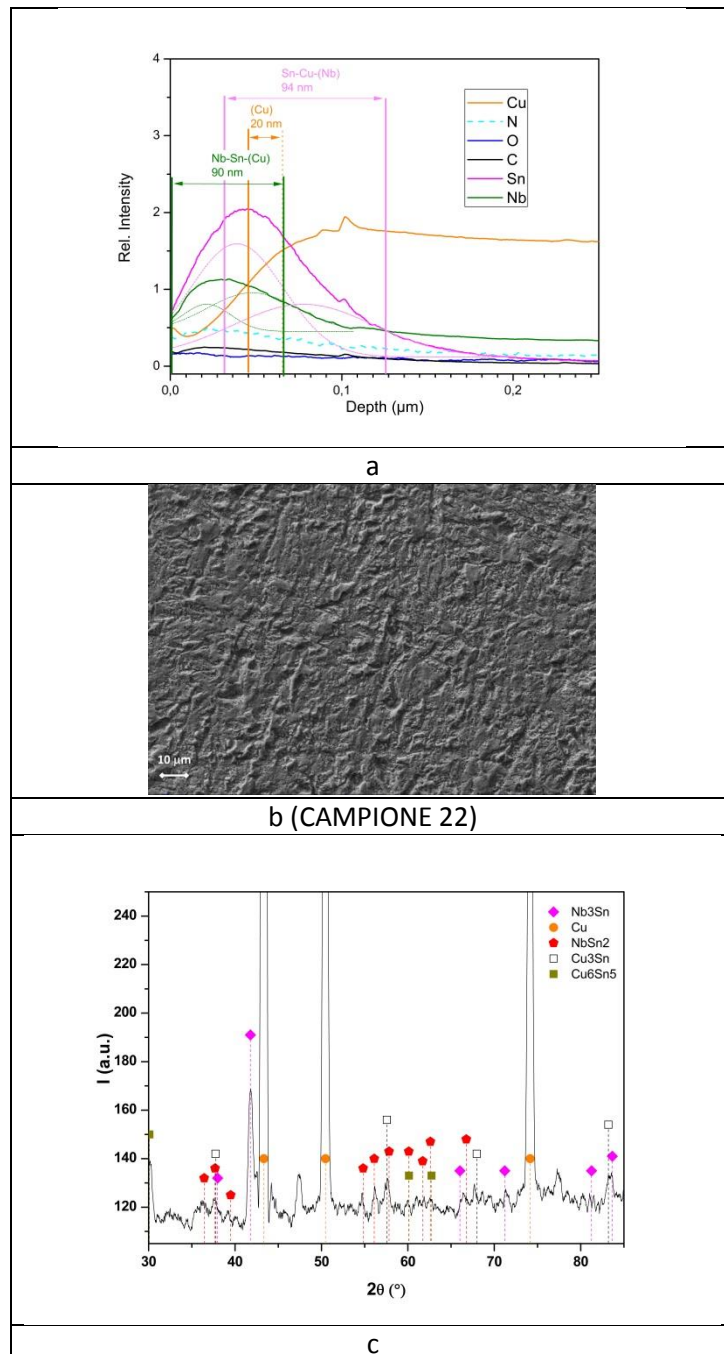 4
3
2
1
0
Rel. Intensity
Sn-Cu-(Nb)
94 nm
(Cu)
20 nm
Nb-Sn-(Cu)
90 nm
Cu
N
O
C
Sn
Nb
0,0
0,1
0,2
Depth (µm)
a
10 µm
b (CAMPIONE 22)
240
220
200
180
160
140
120
I (a.u.)
Nb3Sn
Cu
NbSn2
Cu3Sn
Cu6Sn5
30
40
50
60
70
80
2θ (°)
c